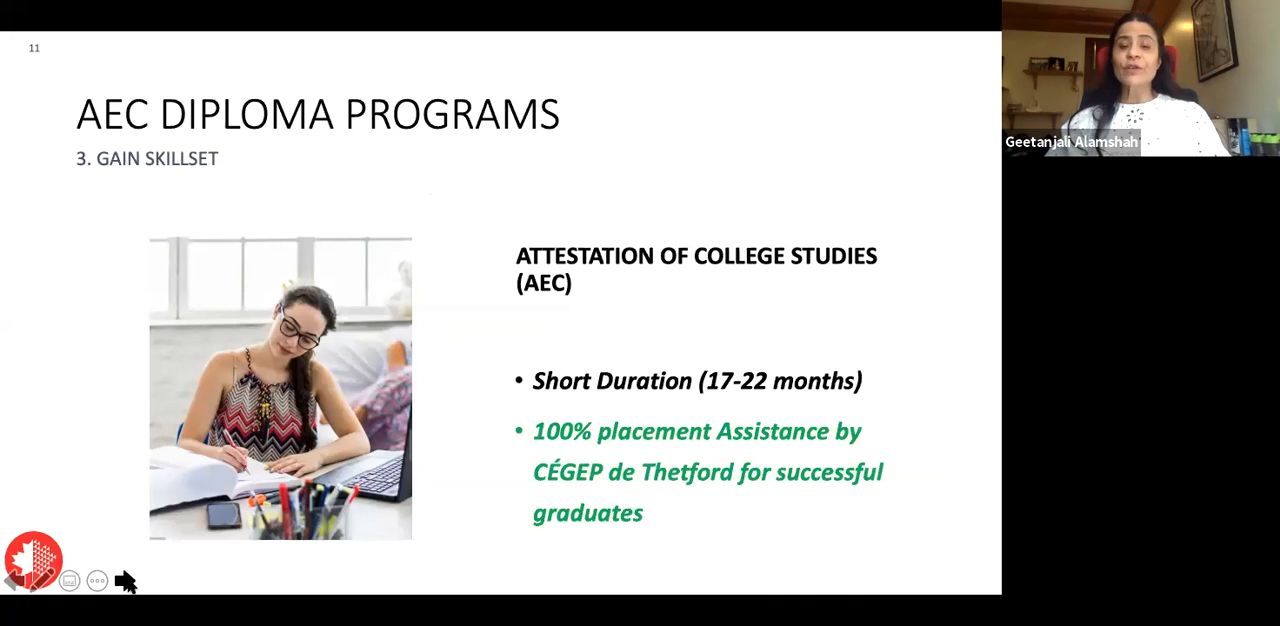 11
AEC DIPLOMA PROGRAMS
3. GAIN SKILLSET
ATTESTATION OF COLLEGE STUDIES
(AEC)
• Short Duration (17-22 months)
• 100% placement Assistance by
CÉGEP de Thetford for successful
graduates
Geetanjali Alamshah